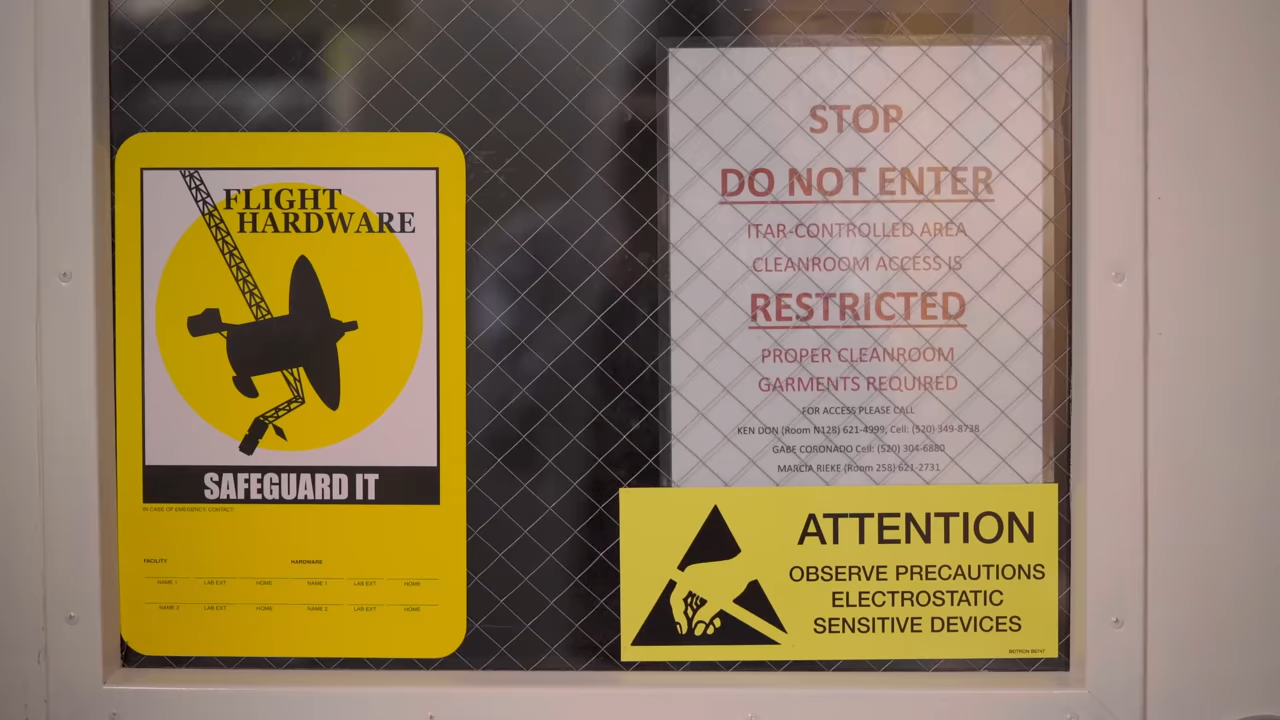 FLIGHT
HARDWARE
SAFEGUARD IT
IN CASE OF EMEGENCY, CONTACT:
FACILITY HARDWARE
NAME 1 LAB EXT HOME NAME 1 LAB EXT HOME
NAME 2 LAB EXT HOME NAME 2 LAB EXT HOME
STOP
DO NOT ENTER
ITAR-CONTROLLED AREA
CLEANROOM ACCESS IS
RESTRICTED
PROPER CLEANROOM
GARMENTS REQUIRED
FOR ACCESS PLEASE CALL
KEN DON (Room N128) 621-4999, Cell: (520) 349-8738
GABE CORONADO Cell: (520) 304-6880
MARCIA RIEKE (Room 258) 621-2731
ATTENTION
OBSERVE PRECAUTIONS
ELECTROSTATIC
SENSITIVE DEVICES
BOTRON B6747